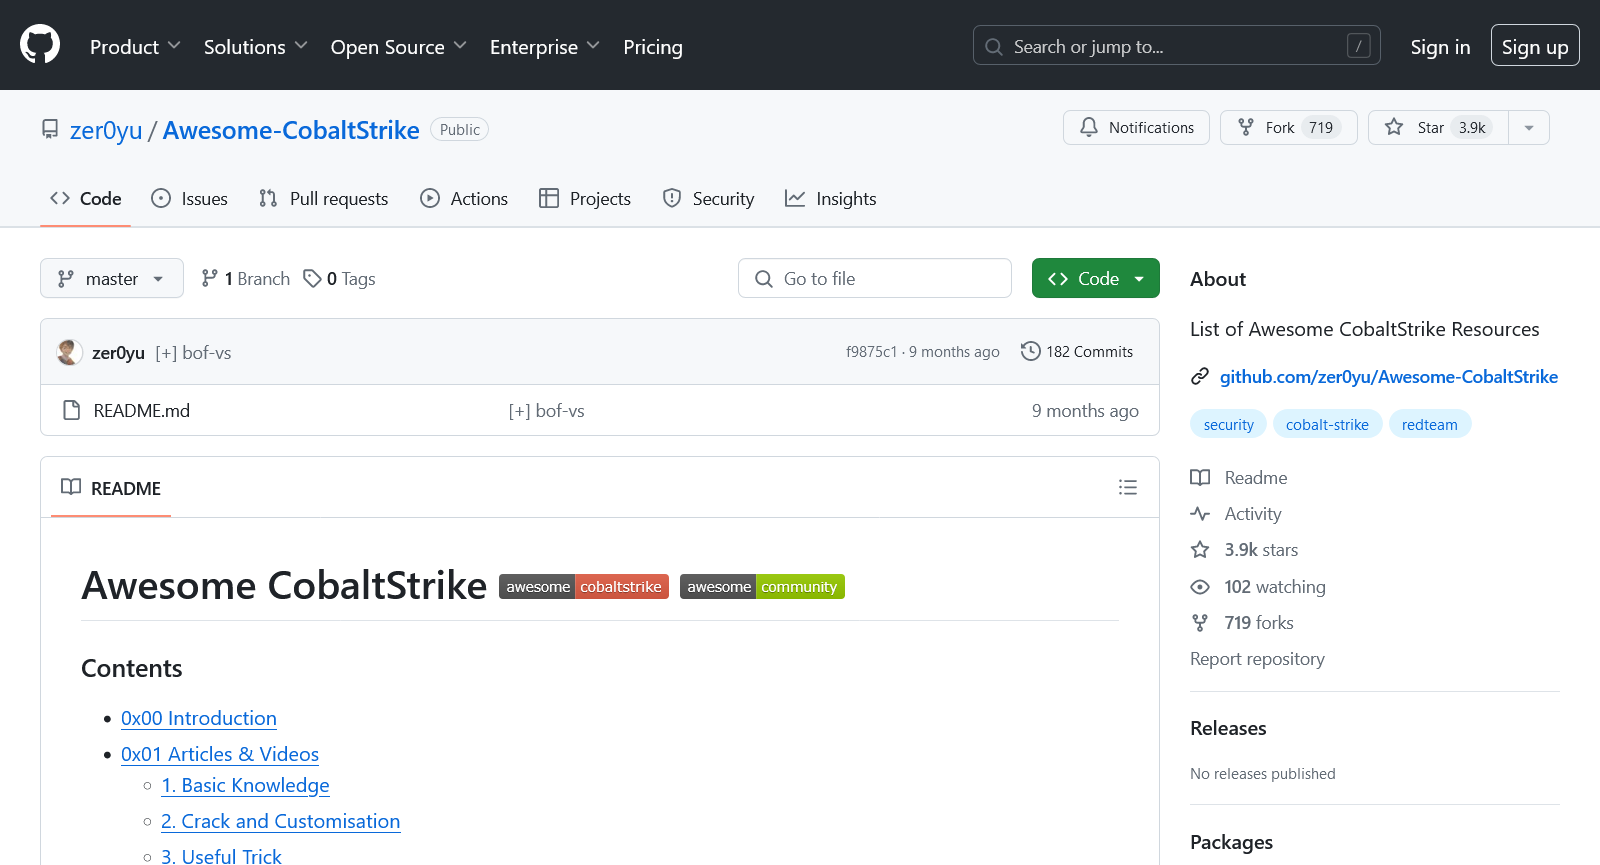 Product Solutions Open Source Enterprise Pricing Search or jump to... / Sign in Sign up
zer0yu / Awesome-CobaltStrike Public Notifications Fork 719 Star 3.9k
Code Issues Pull requests Actions Projects Security Insights
master 1 Branch 0 Tags Go to file Code
zer0yu [+] bof-vs f9875c1 · 9 months ago 182 Commits
README.md [+] bof-vs 9 months ago
README
Awesome CobaltStrike awesome cobaltstrike awesome community
Contents
0x00 Introduction
0x01 Articles & Videos
1. Basic Knowledge
2. Crack and Customisation
3. Useful Trick
About
List of Awesome CobaltStrike Resources
github.com/zer0yu/Awesome-CobaltStrike
security cobalt-strike redteam
Readme
Activity
3.9k stars
102 watching
719 forks
Report repository
Releases
No releases published
Packages